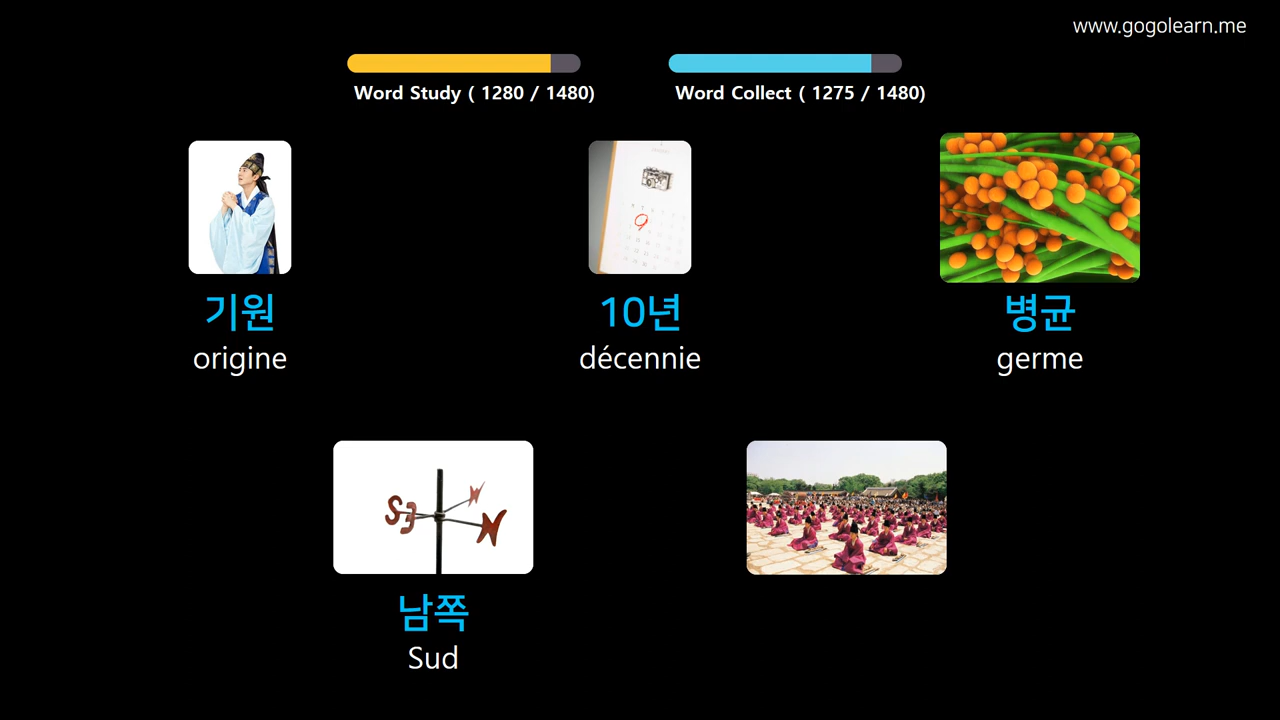 www.gogolearn.me
Word Study ( 1280 / 1480)
Word Collect ( 1275 / 1480)
기원
origine
10년
décennie
병균
germe
남쪽
Sud